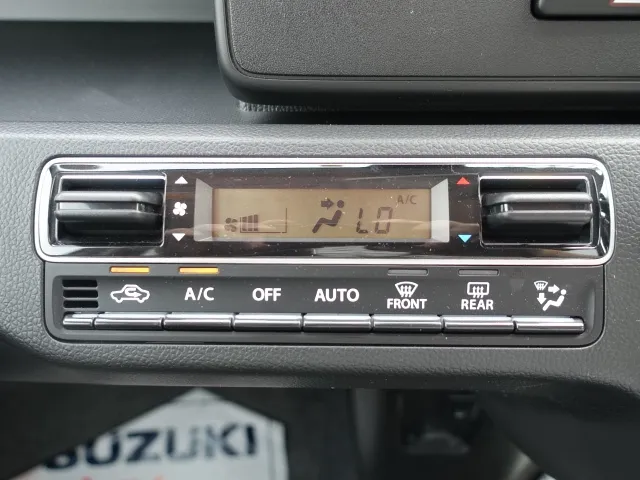 A/C
LO
A/C OFF AUTO FRONT REAR
SUZUKI